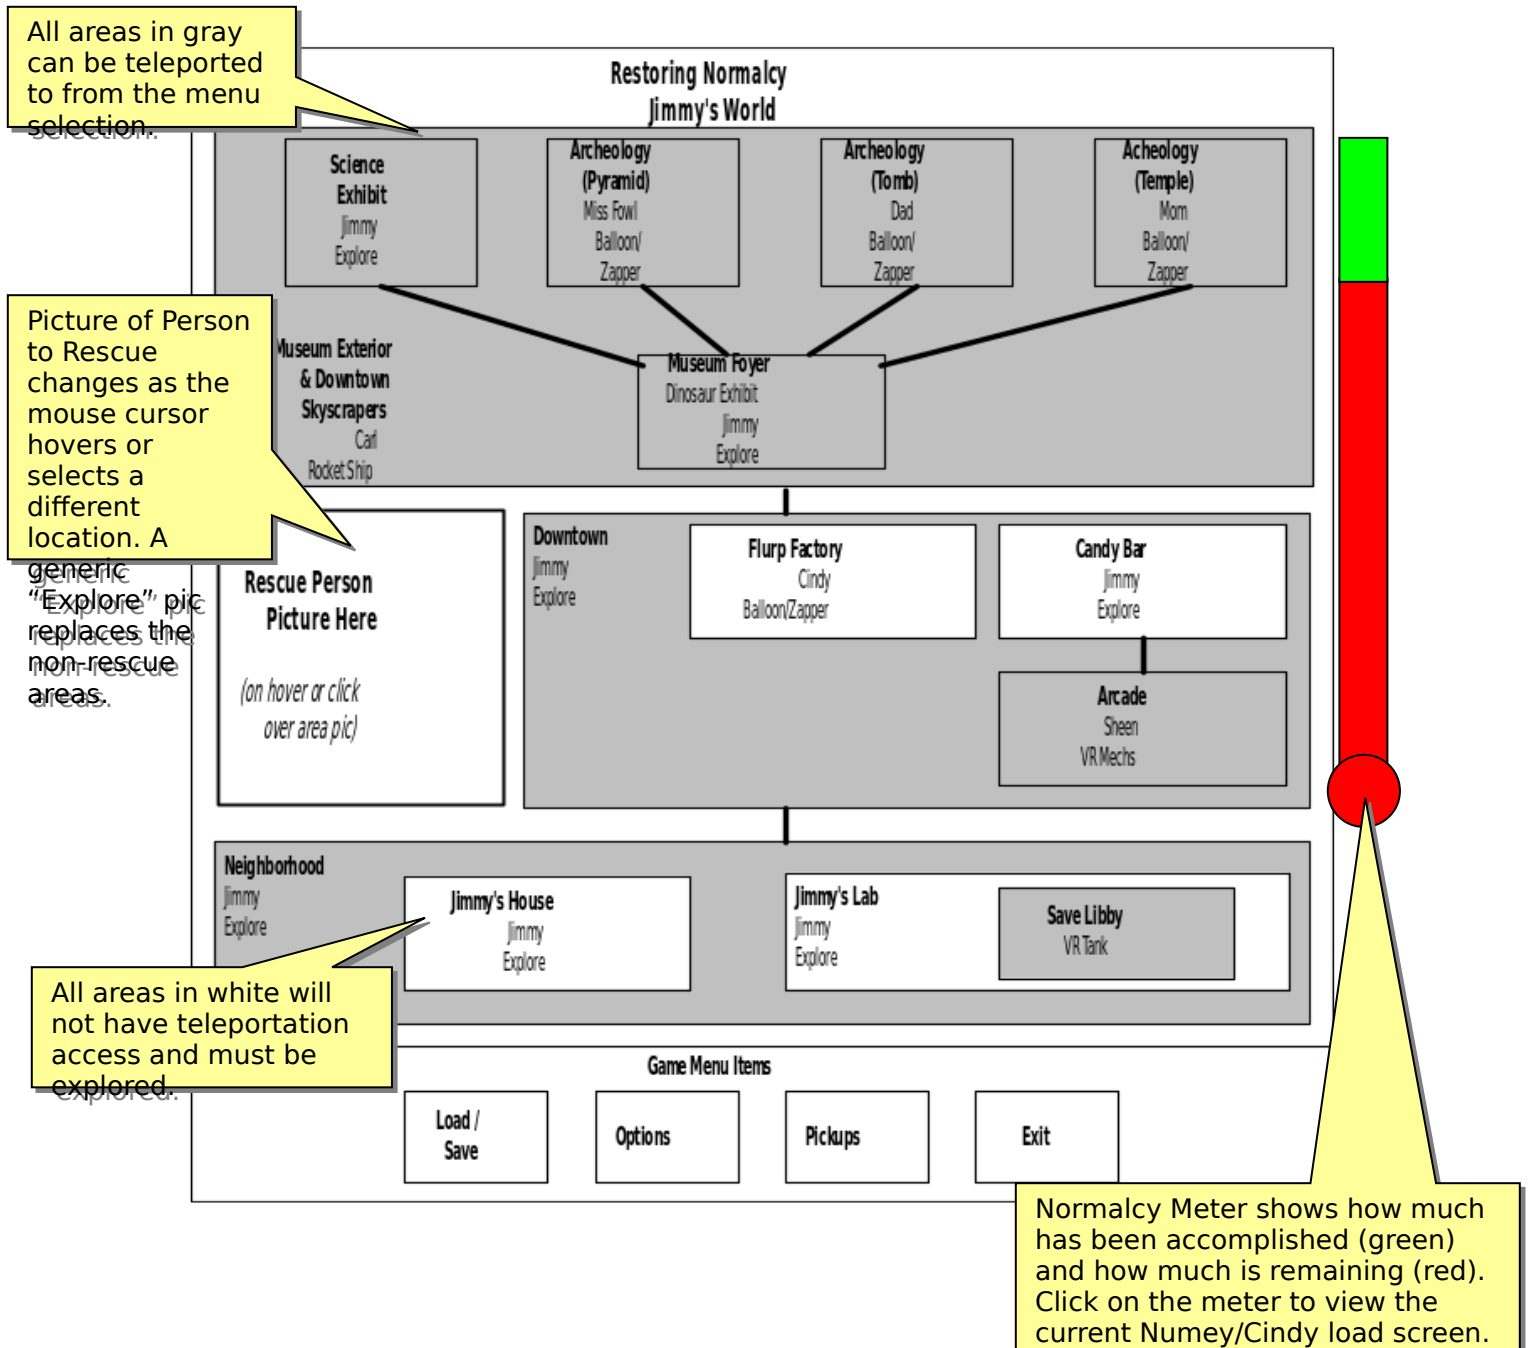 All areas in gray
can be teleported
to from the menu
selection.
Restoring Normalcy
Jimmy's World
Science
Exhibit
Jimmy
Explore
Archeology
(Pyramid)
Miss Fowl
Balloon/
Zapper
Archeology
(Tomb)
Dad
Balloon/
Zapper
Acheology
(Temple)
Mom
Balloon/
Zapper
Picture of Person
to Rescue
changes as the
mouse cursor
hovers or
selects a
different
location. A
generic
“Explore” pic
replaces the
non-rescue
areas.
Museum Exterior
& Downtown
Skyscrapers
Carl
Rocket Ship
Museum Foyer
Dinosaur Exhibit
Jimmy
Explore
Rescue Person
Picture Here
(on hover or click
over area pic)
Downtown
Jimmy
Explore
Flurp Factory
Cindy
Balloon/Zapper
Candy Bar
Jimmy
Explore
Arcade
Sheen
VR Mechs
Neighborhood
Jimmy
Explore
Jimmy's House
Jimmy
Explore
Jimmy's Lab
Jimmy
Explore
Save Libby
VR Tank
All areas in white will
not have teleportation
access and must be
explored.
Game Menu Items
Load /
Save
Options
Pickups
Exit
Normalcy Meter shows how much
has been accomplished (green)
and how much is remaining (red).
Click on the meter to view the
current Numey/Cindy load screen.